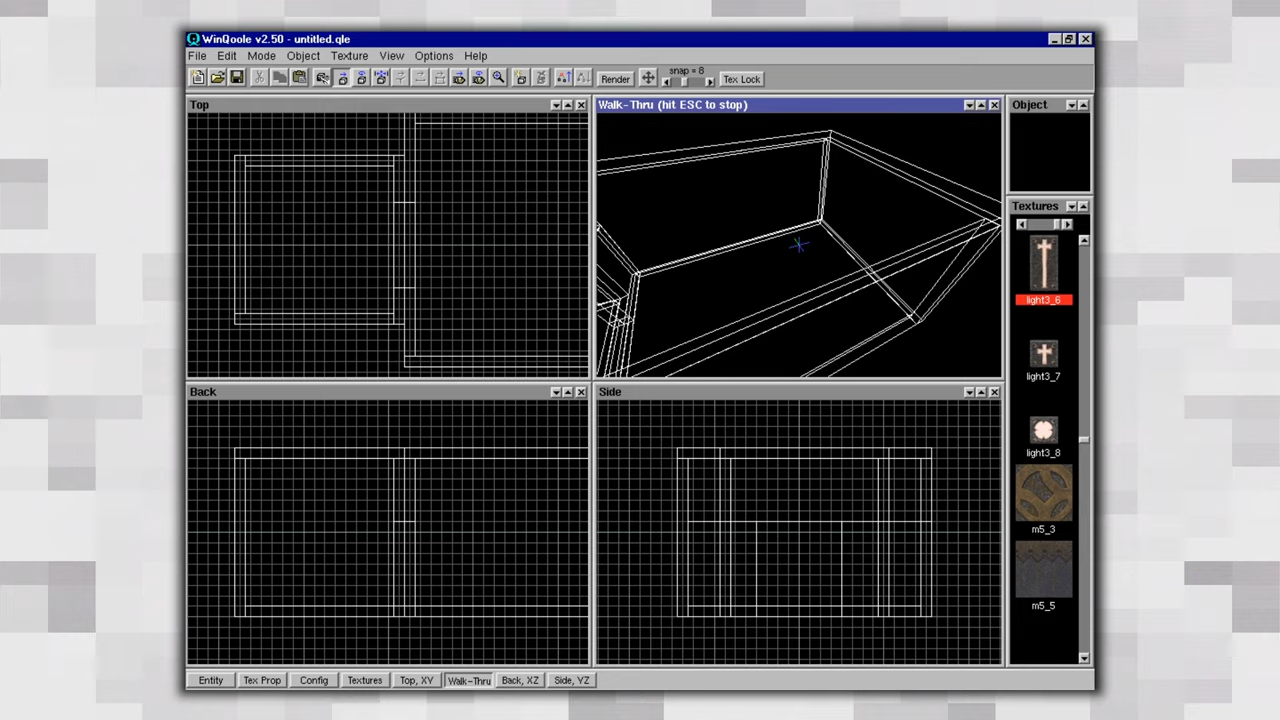 WinQoole v2.50 - untitled.qle
File Edit Mode Object Texture View Options Help
Render
snap = 8
Tex Lock
Top
Walk-Thru (hit ESC to stop)
Object
Textures
light3_6
light3_7
light3_8
m5_3
m5_5
Back
Side
Entity Tex Prop Config Textures Top, XY Walk-Thru Back, XZ Side, YZ